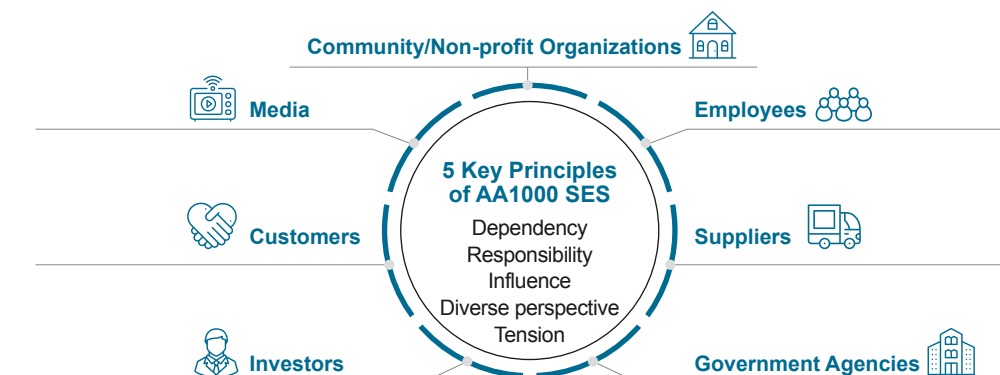 Community/Non-profit Organizations
Media
Employees
5 Key Principles
of AA1000 SES
Dependency
Responsibility
Influence
Diverse perspective
Tension
Customers
Suppliers
Investors
Government Agencies